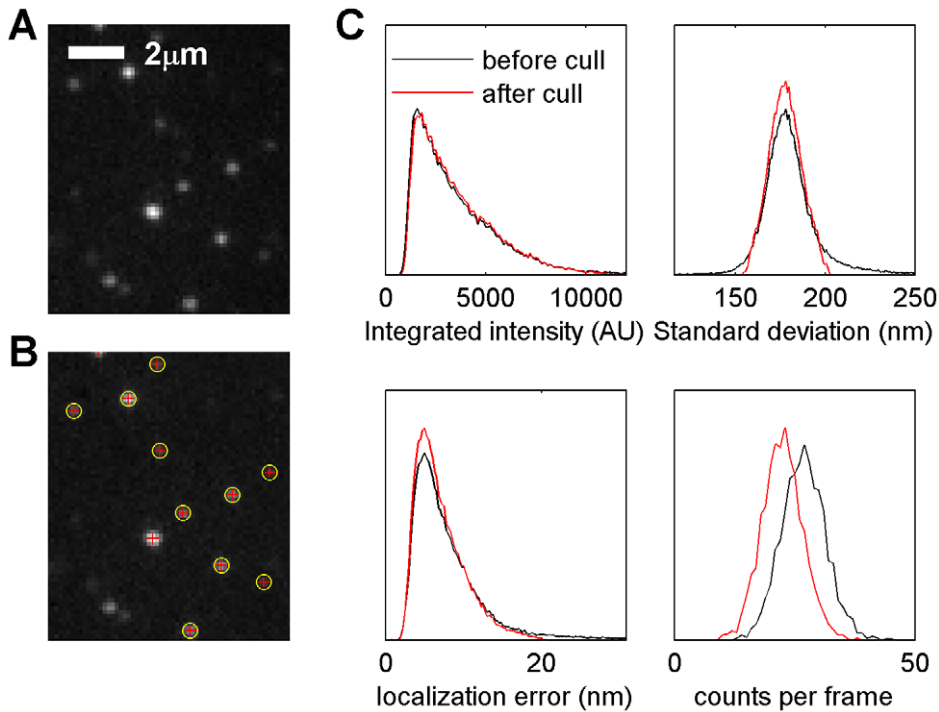 A
2μm
B
C
before cull
after cull
0 5000 10000
Integrated intensity (AU)
150 200 250
Standard deviation (nm)
0 20
localization error (nm)
0 50
counts per frame